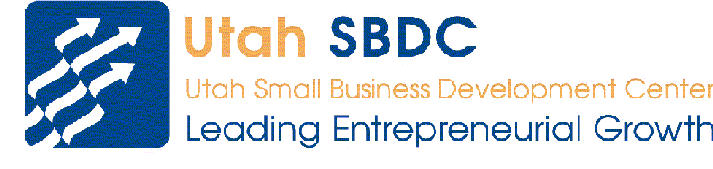 Utah SBDC
Utah Small Business Development Center
Leading Entrepreneurial Growth